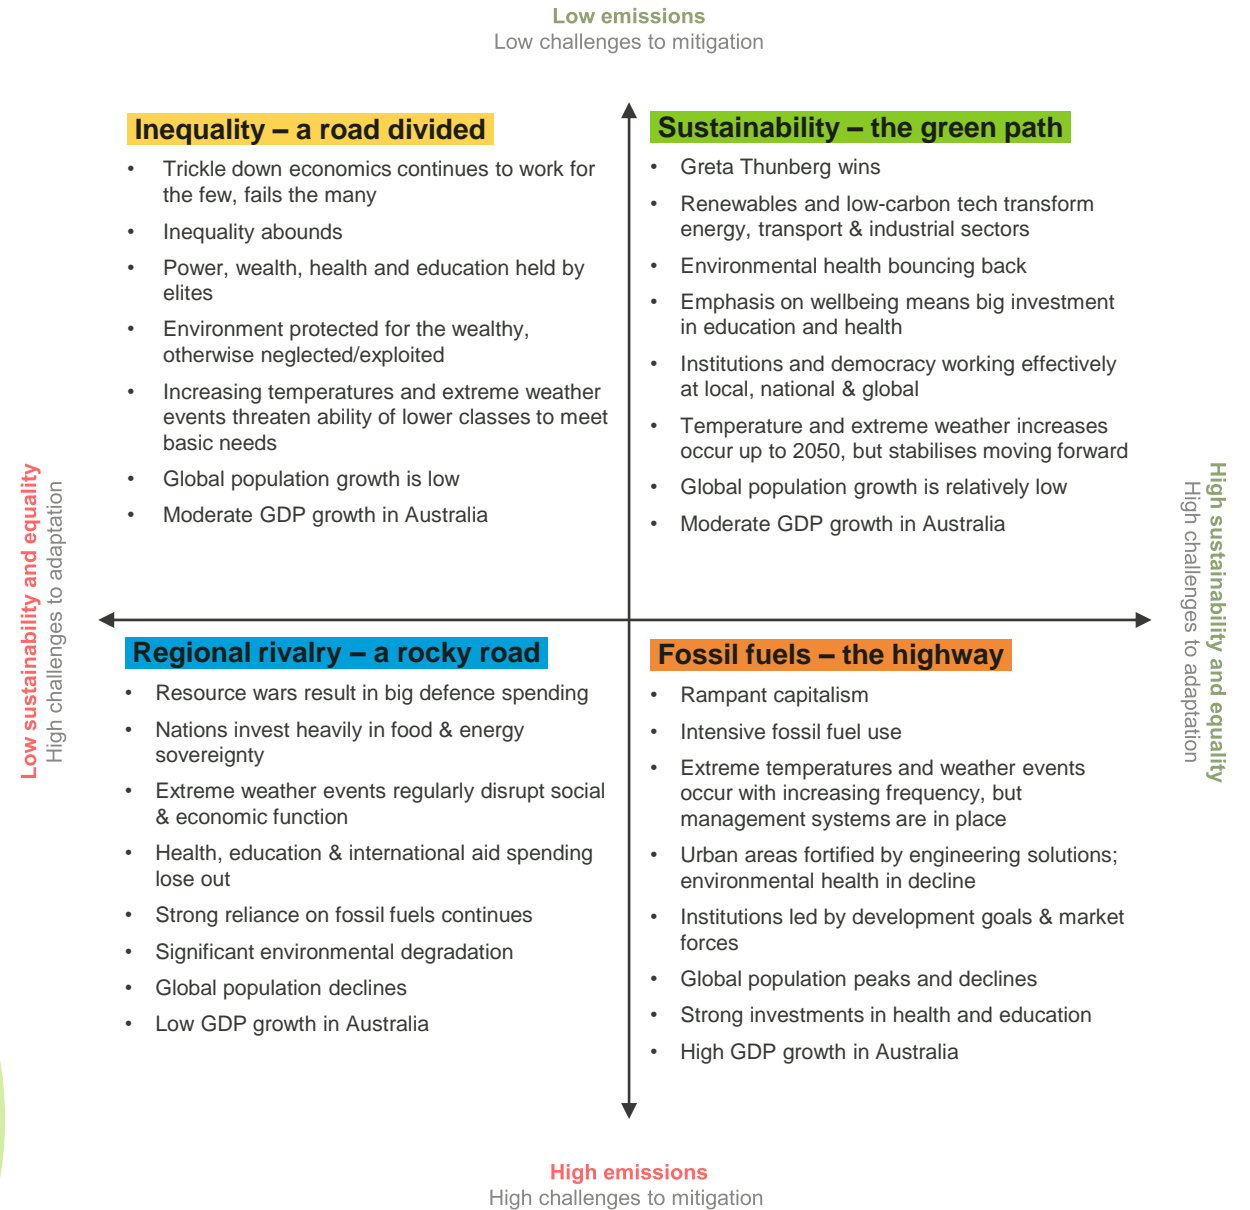 Low emissions
Low challenges to mitigation
Inequality – a road divided
• Trickle down economics continues to work for
the few, fails the many
• Inequality abounds
• Power, wealth, health and education held by
elites
• Environment protected for the wealthy,
otherwise neglected/exploited
• Increasing temperatures and extreme weather
events threaten ability of lower classes to meet
basic needs
• Global population growth is low
• Moderate GDP growth in Australia
Sustainability – the green path
• Greta Thunberg wins
• Renewables and low-carbon tech transform
energy, transport & industrial sectors
• Environmental health bouncing back
• Emphasis on wellbeing means big investment
in education and health
• Institutions and democracy working effectively
at local, national & global
• Temperature and extreme weather increases
occur up to 2050, but stabilises moving forward
• Global population growth is relatively low
• Moderate GDP growth in Australia
Low sustainability and equality
High challenges to adaptation
High sustainability and equality
High challenges to adaptation
Regional rivalry – a rocky road
• Resource wars result in big defence spending
• Nations invest heavily in food & energy
sovereignty
• Extreme weather events regularly disrupt social
& economic function
• Health, education & international aid spending
lose out
• Strong reliance on fossil fuels continues
• Significant environmental degradation
• Global population declines
• Low GDP growth in Australia
Fossil fuels – the highway
• Rampant capitalism
• Intensive fossil fuel use
• Extreme temperatures and weather events
occur with increasing frequency, but
management systems are in place
• Urban areas fortified by engineering solutions;
environmental health in decline
• Institutions led by development goals & market
forces
• Global population peaks and declines
• Strong investments in health and education
• High GDP growth in Australia
High emissions
High challenges to mitigation